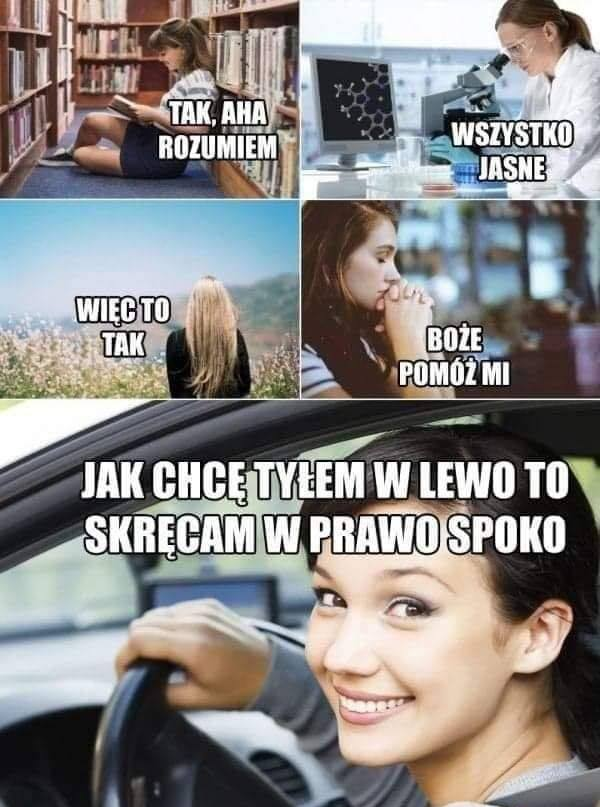 TAK, AHA
ROZUMIEM
WSZYSTKO
JASNE
WIĘC TO
TAK
BOŻE
POMÓŻ MI
JAK CHCĘ TYŁEM W LEWO TO
SKRĘCAM W PRAWO SPOKO